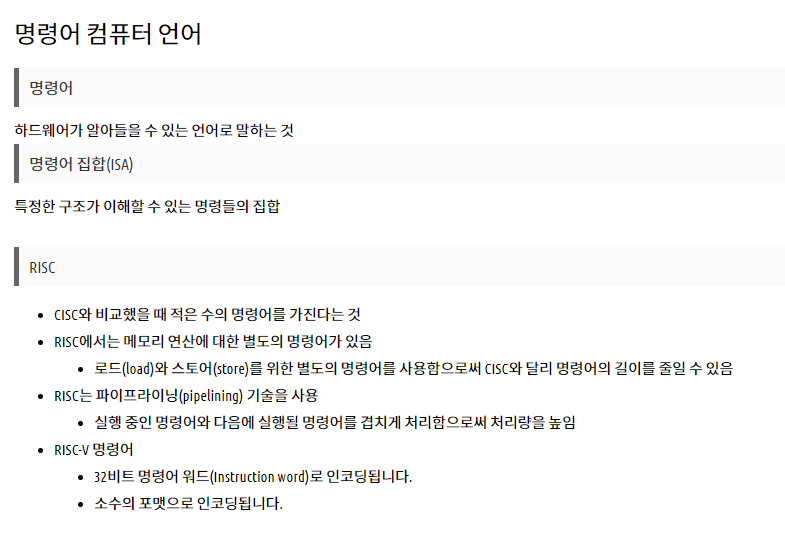 명령어 컴퓨터 언어
명령어
하드웨어가 알아들을 수 있는 언어로 말하는 것
명령어 집합(ISA)
특정한 구조가 이해할 수 있는 명령들의 집합
RISC
CISC와 비교했을 때 적은 수의 명령어를 가진다는 것
RISC에서는 메모리 연산에 대한 별도의 명령어가 있음
로드(load)와 스토어(store)를 위한 별도의 명령어를 사용함으로써 CISC와 달리 명령어의 길이를 줄일 수 있음
RISC는 파이프라이닝(pipelining) 기술을 사용
실행 중인 명령어와 다음에 실행될 명령어를 겹치게 처리함으로써 처리량을 높임
RISC-V 명령어
32비트 명령어 워드(Instruction word)로 인코딩됩니다.
소수의 포맷으로 인코딩됩니다.